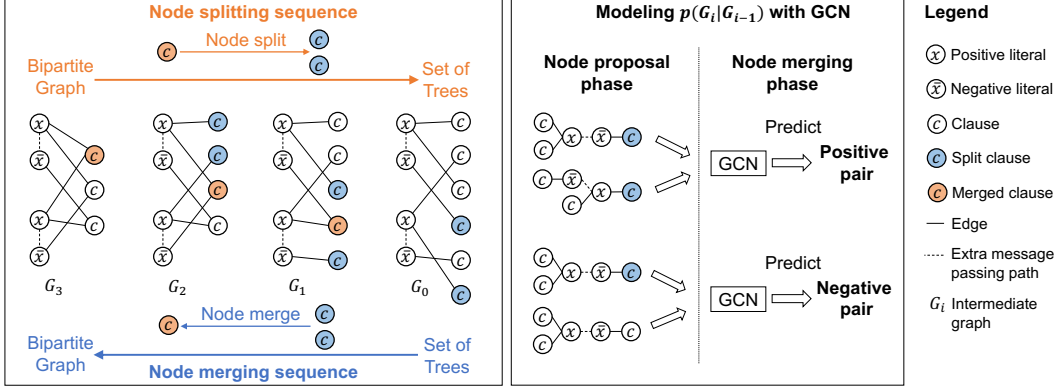 Node splitting sequence
c
Node split
c
c
Bipartite
Graph
Set of
Trees
x
x̄
x
x̄
c
c
c
G₃
x
x̄
x
x̄
c
c
c
c
G₂
x
x̄
x
x̄
c
c
c
c
c
G₁
x
x̄
x
x̄
c
c
c
c
c
G₀
c
Node merge
c
c
Bipartite
Graph
Set of
Trees
Node merging sequence
Modeling p(Gᵢ|Gᵢ₋₁) with GCN
Node proposal
phase
Node merging
phase
c
c
x
x̄
c
c
x̄
c
x
c
GCN
Predict
Positive
pair
c
c
x
x̄
c
c
c
x
x̄
c
GCN
Predict
Negative
pair
Legend
x Positive literal
x̄ Negative literal
c Clause
c Split clause
c Merged clause
Edge
Extra message
passing path
Gᵢ Intermediate
graph